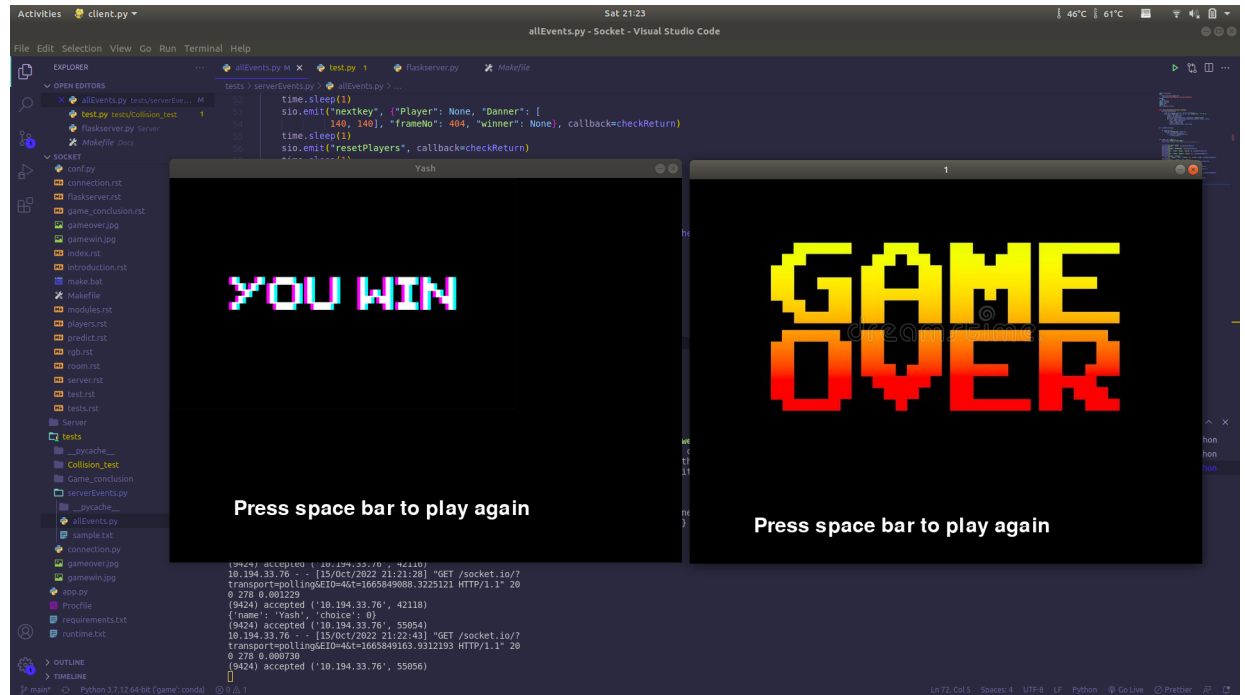 Activities client.py Sat 21:23 46°C 61°C
allEvents.py - Socket - Visual Studio Code
File Edit Selection View Go Run Terminal Help
EXPLORER ... allEvents.py M × test.py 1 flaskserver.py Makefile
OPEN EDITORS
tests > serverEvents.py > allEvents.py > ...
× allEvents.py tests/serverEve... M
test.py tests/Collision_test 1
flaskserver.py Server
Makefile Docs
52 time.sleep(1)
53 sio.emit("nextkey", {"Player": None, "Danner": [
54 140, 140], "frameNo": 404, "winner": None}, callback=checkReturn)
55 time.sleep(1)
56 sio.emit("resetPlayers", callback=checkReturn)
SOCKET
conf.py
connection.rst
flaskserver.rst
game_conclusion.rst
gameover.jpg
gamewin.jpg
index.rst
introduction.rst
make.bat
Makefile
modules.rst
players.rst
predict.rst
rgb.rst
room.rst
server.rst
test.rst
tests.rst
Server
tests
__pycache__
Collision_test
Game_conclusion
serverEvents.py
__pycache__
allEvents.py
sample.txt
connection.py
gameover.jpg
gamewin.jpg
app.py
Procfile
requirements.txt
runtime.txt
OUTLINE
TIMELINE
Yash
YOU WIN
Press space bar to play again
1
GAME
OVER
dreamstime
Press space bar to play again
hon
hon
hon
(9424) accepted ('10.194.33.76', 42116)
10.194.33.76 - - [15/Oct/2022 21:21:28] "GET /socket.io/?
transport=polling&EIO=4&t=1665849088.3225121 HTTP/1.1" 20
0 278 0.001229
(9424) accepted ('10.194.33.76', 42118)
{'name': 'Yash', 'choice': 0}
(9424) accepted ('10.194.33.76', 55054)
10.194.33.76 - - [15/Oct/2022 21:22:43] "GET /socket.io/?
transport=polling&EIO=4&t=1665849163.9312193 HTTP/1.1" 20
0 278 0.000730
(9424) accepted ('10.194.33.76', 55056)
main* Python 3.7.12 64-bit ('game': conda) 0 1 Ln 72, Col 5 Spaces: 4 UTF-8 LF Python Go Live Prettier